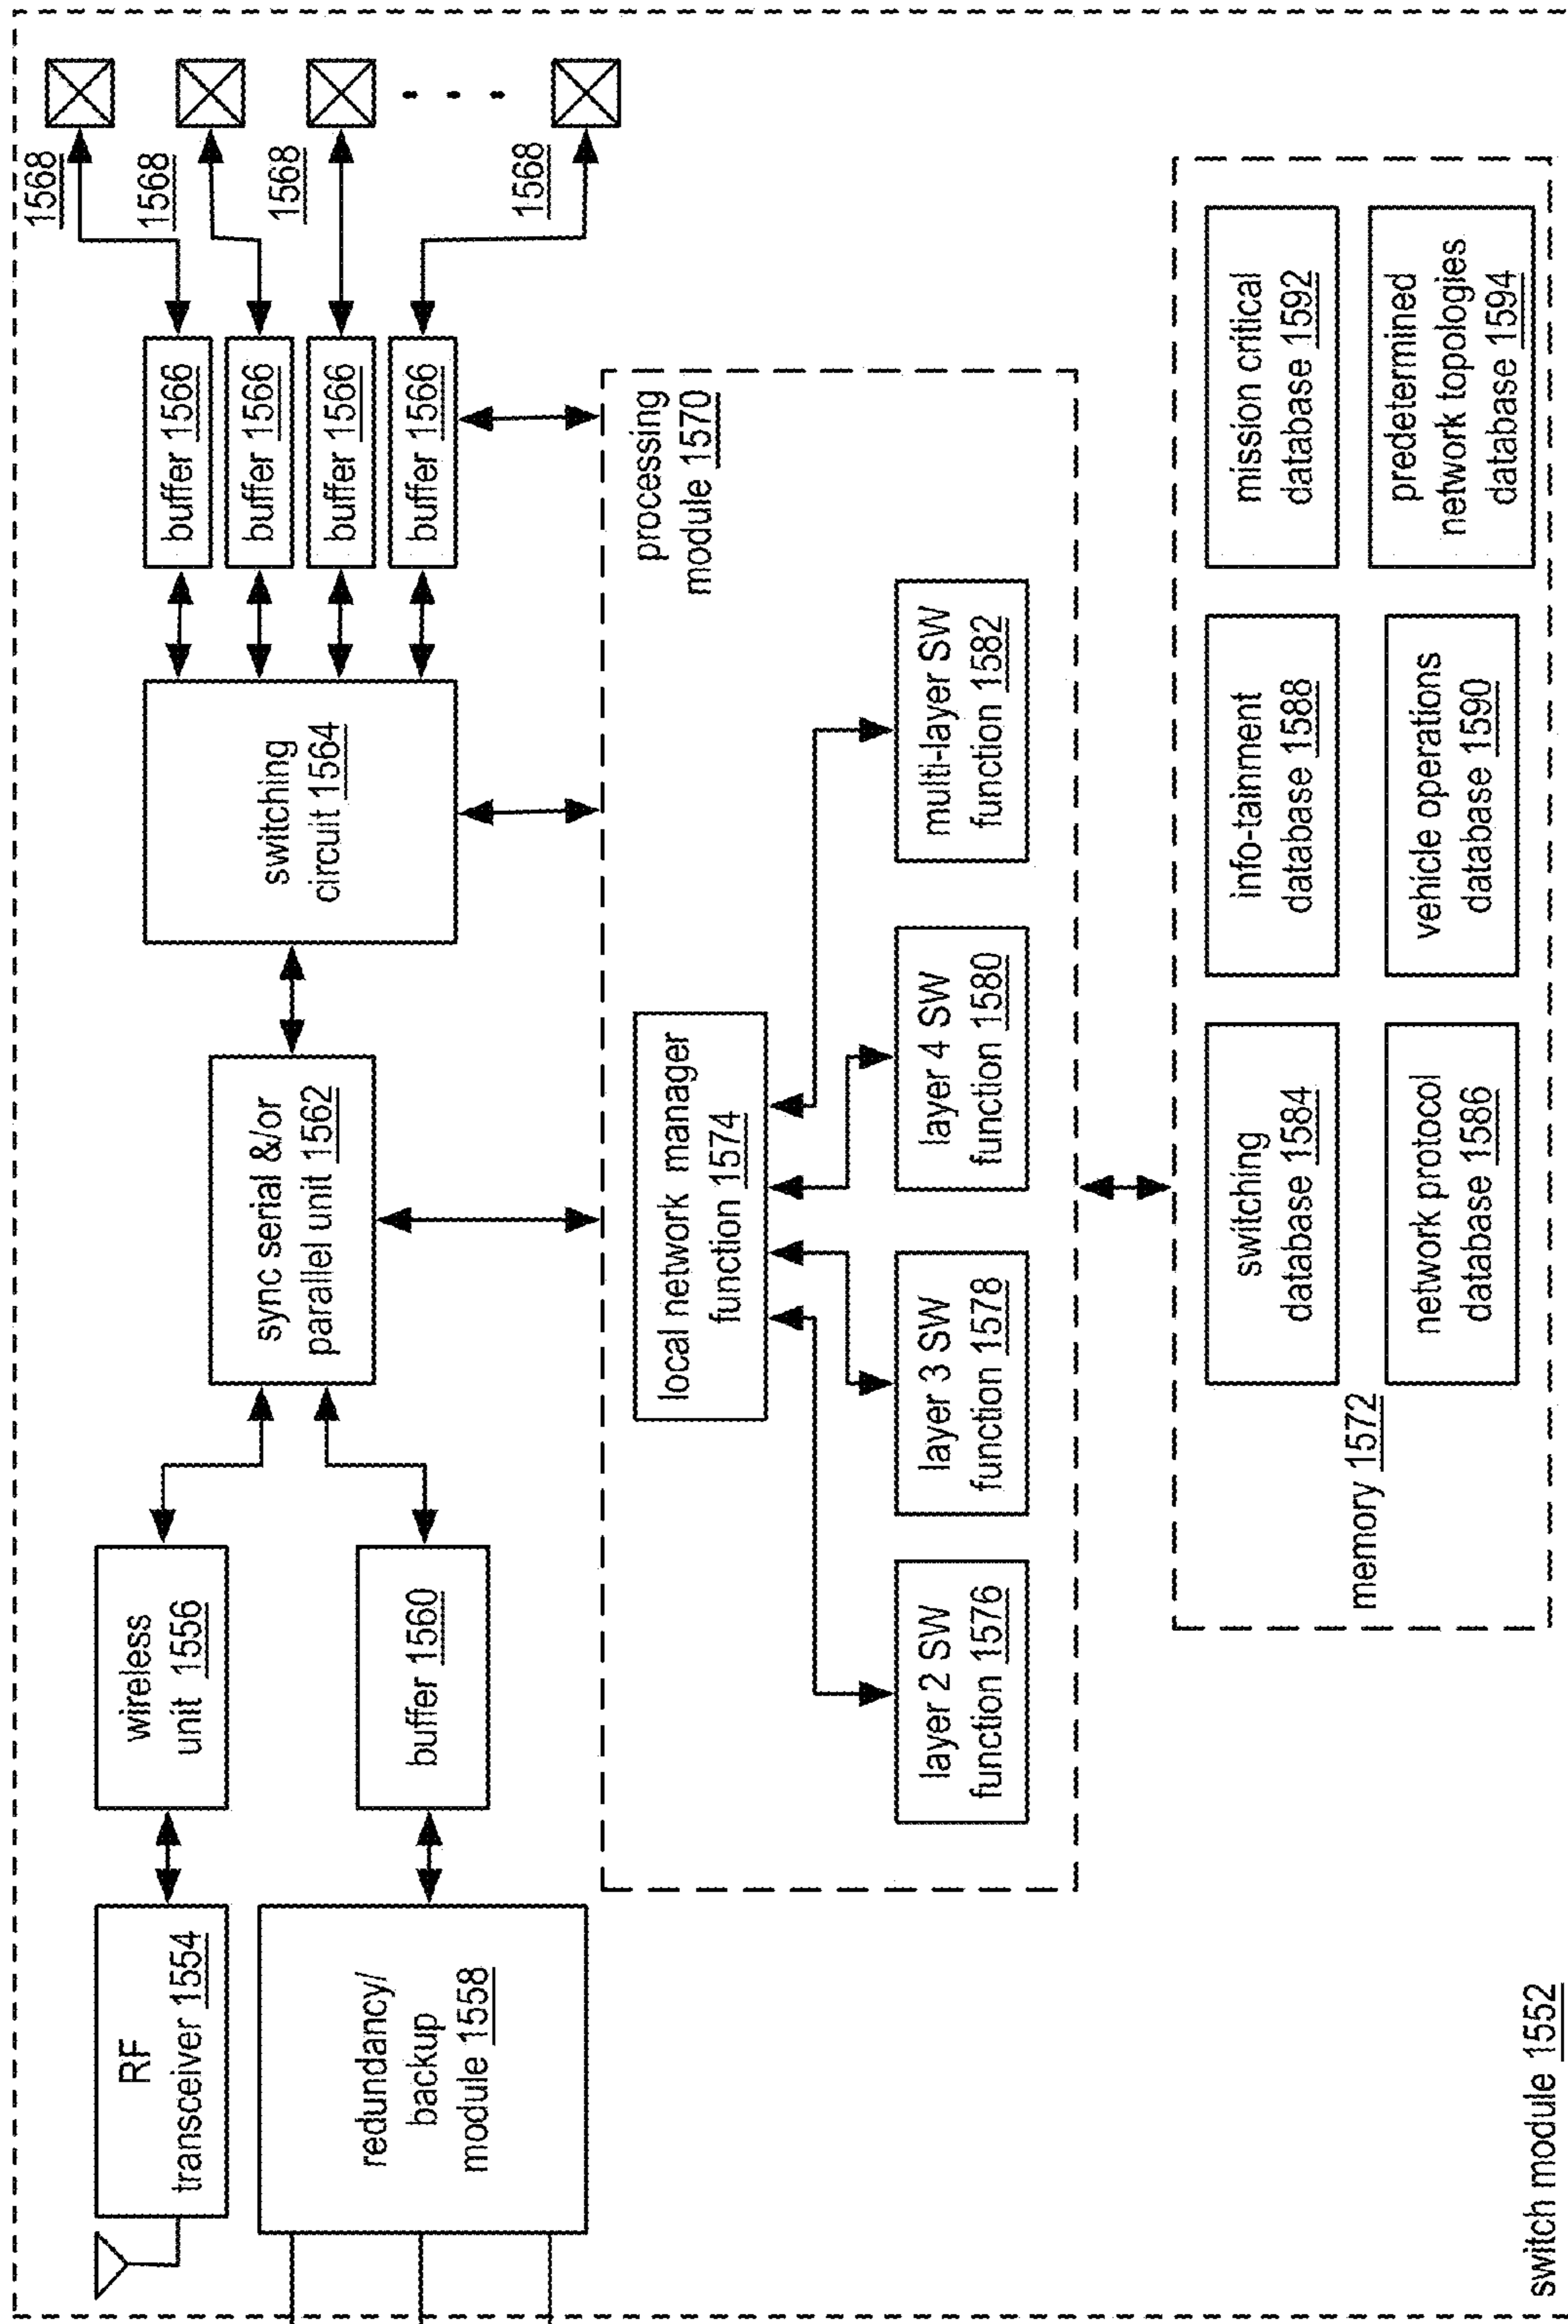 RF
transceiver 1554
wireless
unit 1556
redundancy/
backup
module 1558
buffer 1560
sync serial &/or
parallel unit 1562
switching
circuit 1564
buffer 1566
buffer 1566
buffer 1566
buffer 1566
1568
1568
1568
1568
processing
module 1570
local network manager
function 1574
layer 2 SW
function 1576
layer 3 SW
function 1578
layer 4 SW
function 1580
multi-layer SW
function 1582
memory 1572
switching
database 1584
info-tainment
database 1588
mission critical
database 1592
network protocol
database 1586
vehicle operations
database 1590
predetermined
network topologies
database 1594
switch module 1552